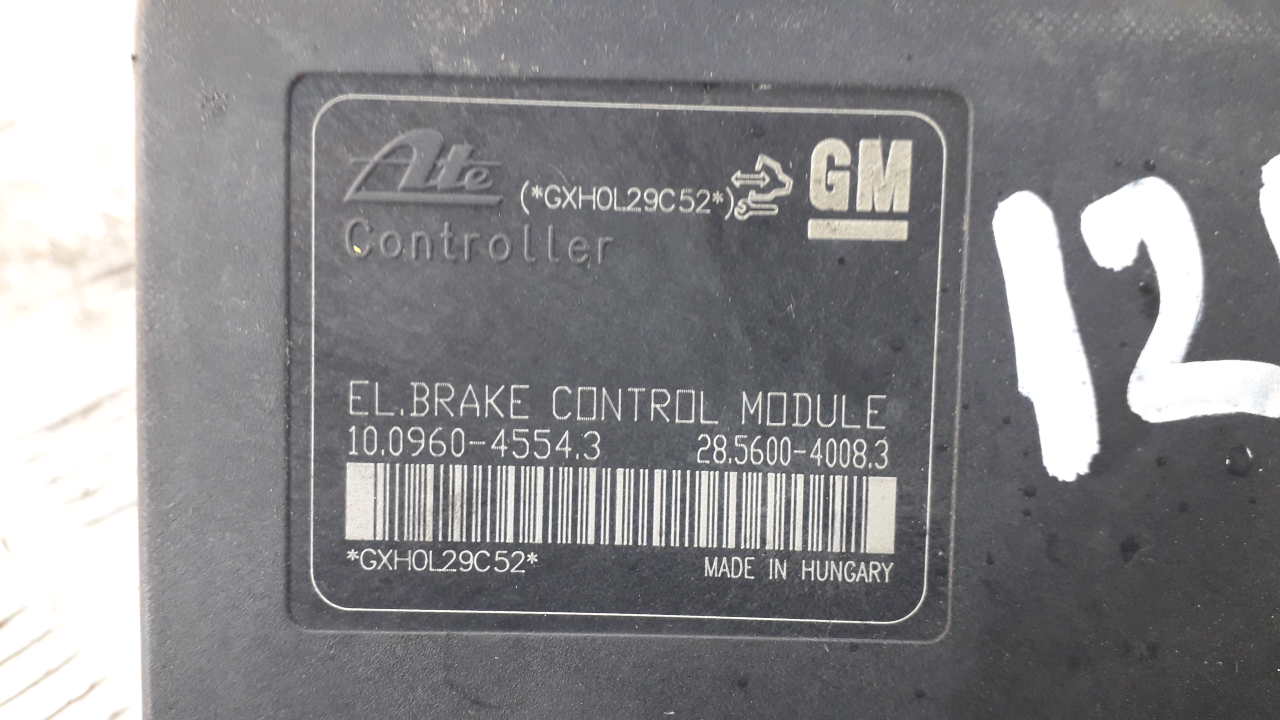 Ate
(*GXH0L29C52*)
GM
Controller
EL.BRAKE CONTROL MODULE
10.0960-4554.3 28.5600-4008.3
*GXH0L29C52*
MADE IN HUNGARY
12